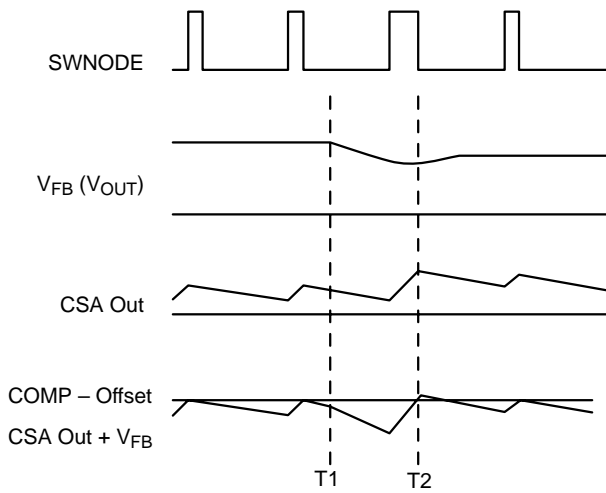 SWNODE
V_FB (V_OUT)
CSA Out
COMP – Offset
CSA Out + V_FB
T1 T2